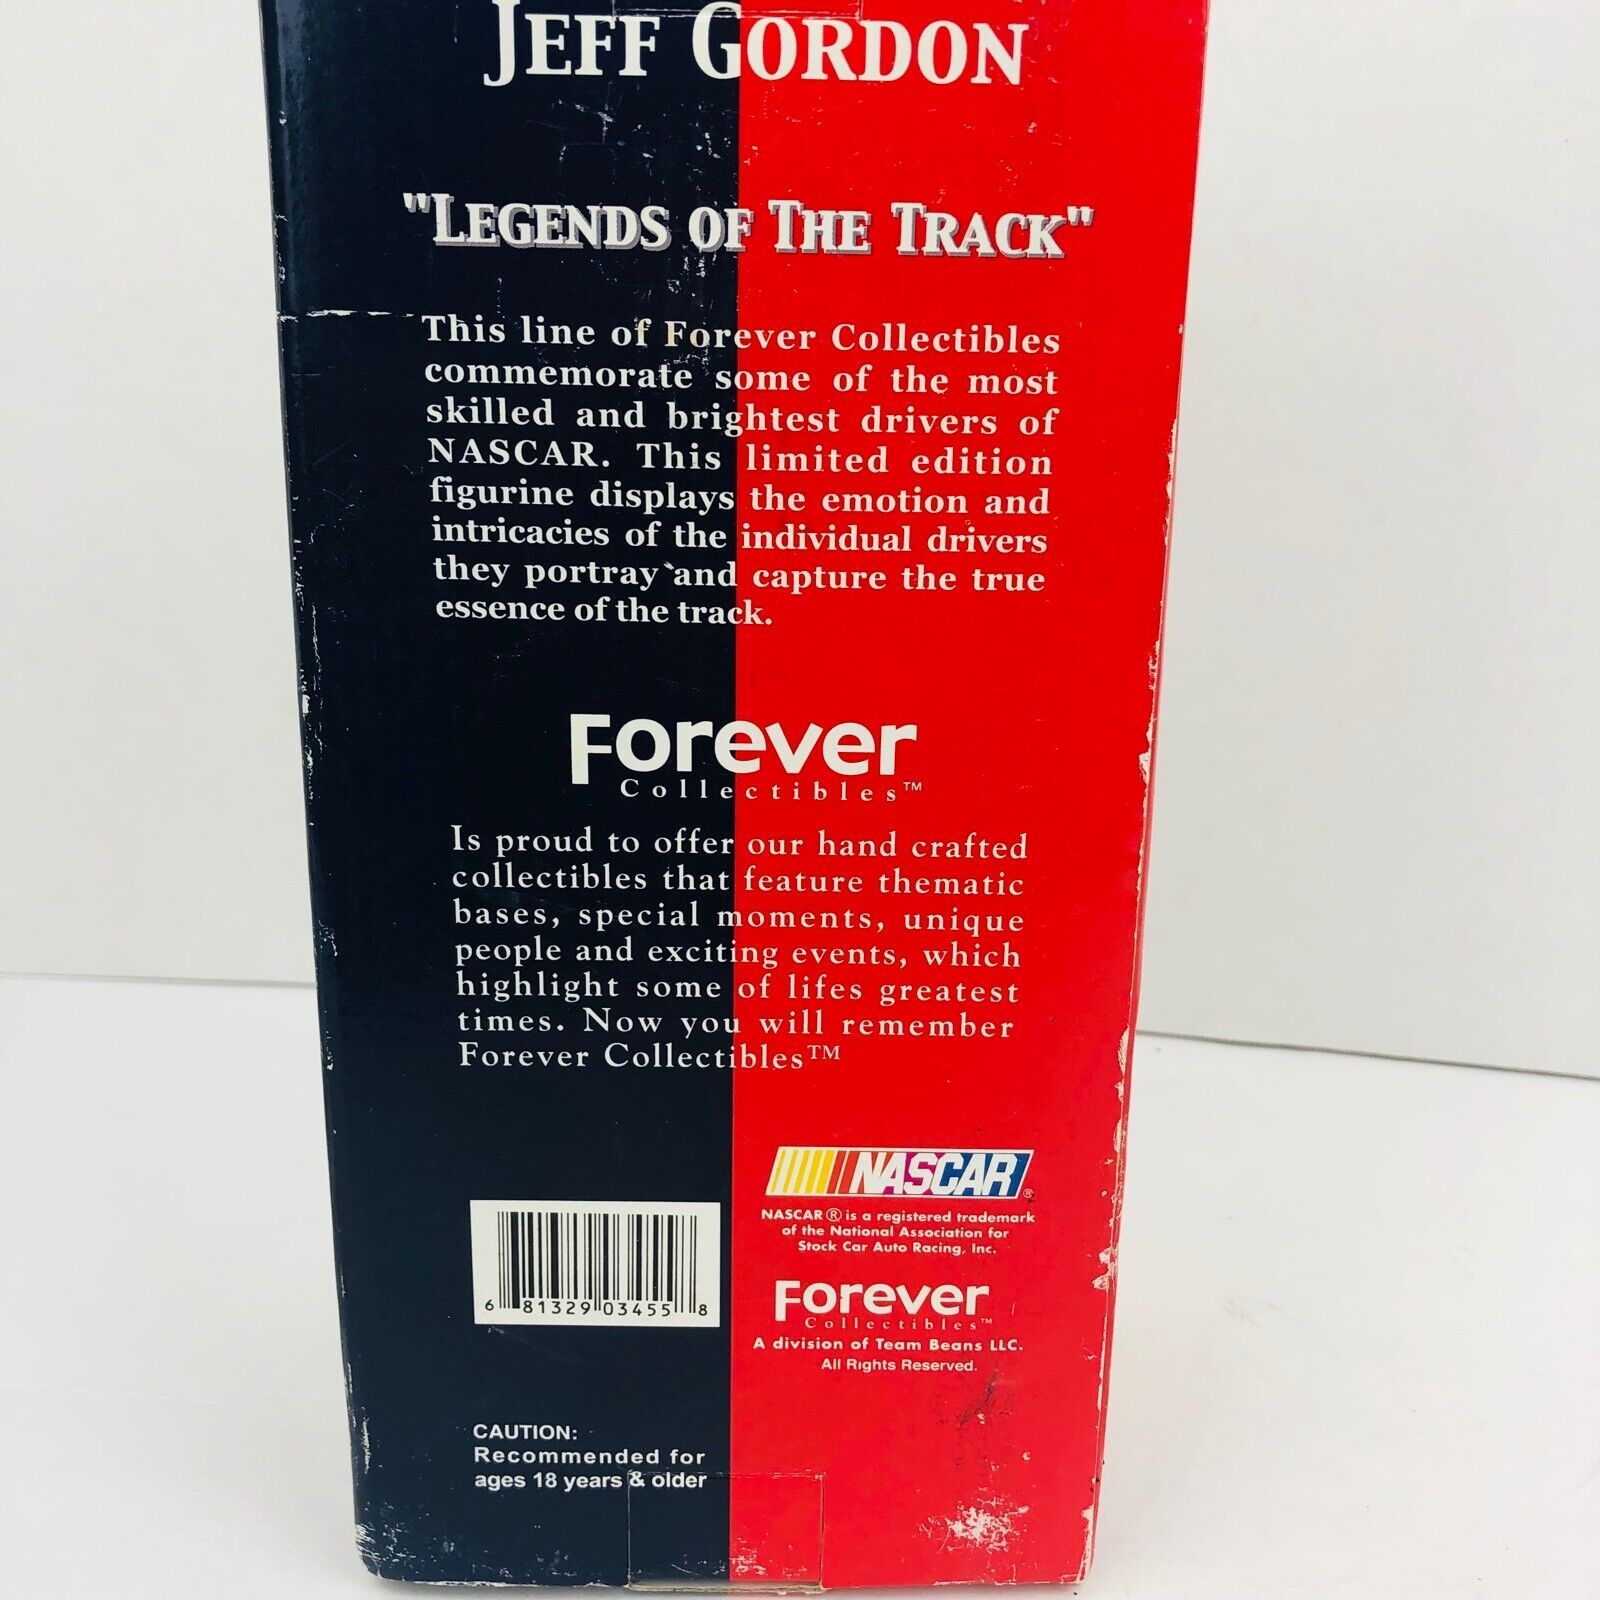 JEFF GORDON
"LEGENDS OF THE TRACK"
This line of Forever Collectibles
commemorate some of the most
skilled and brightest drivers of
NASCAR. This limited edition
figurine displays the emotion and
intricacies of the individual drivers
they portray and capture the true
essence of the track.
Forever
Collectibles™
Is proud to offer our hand crafted
collectibles that feature thematic
bases, special moments, unique
people and exciting events, which
highlight some of lifes greatest
times. Now you will remember
Forever Collectibles™
NASCAR®
NASCAR ® is a registered trademark
of the National Association for
Stock Car Auto Racing, Inc.
6 81329 03455 8
Forever
Collectibles™
A division of Team Beans LLC.
All Rights Reserved.
CAUTION:
Recommended for
ages 18 years & older